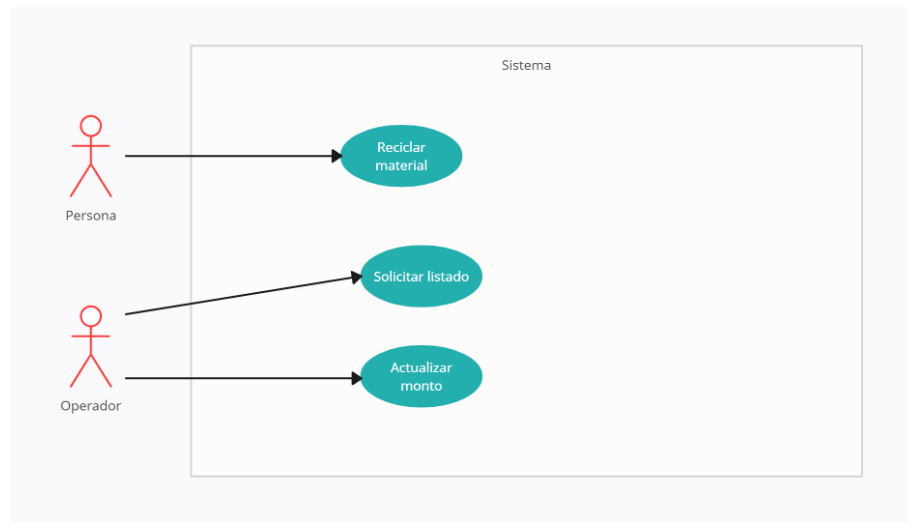 Sistema
Reciclar
material
Persona
Solicitar listado
Actualizar
monto
Operador